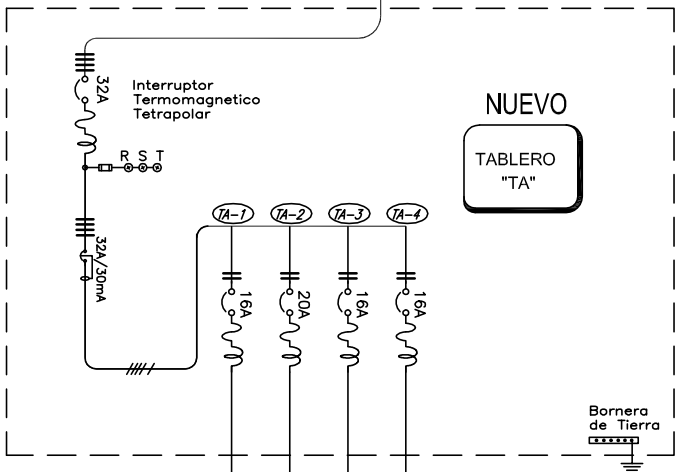 32A
Interruptor
Termomagnetico
Tetrapolar
NUEVO
TABLERO
"TA"
R S T
32A/30mA
TA-1 TA-2 TA-3 TA-4
16A 20A 16A 16A
Bornera
de Tierra